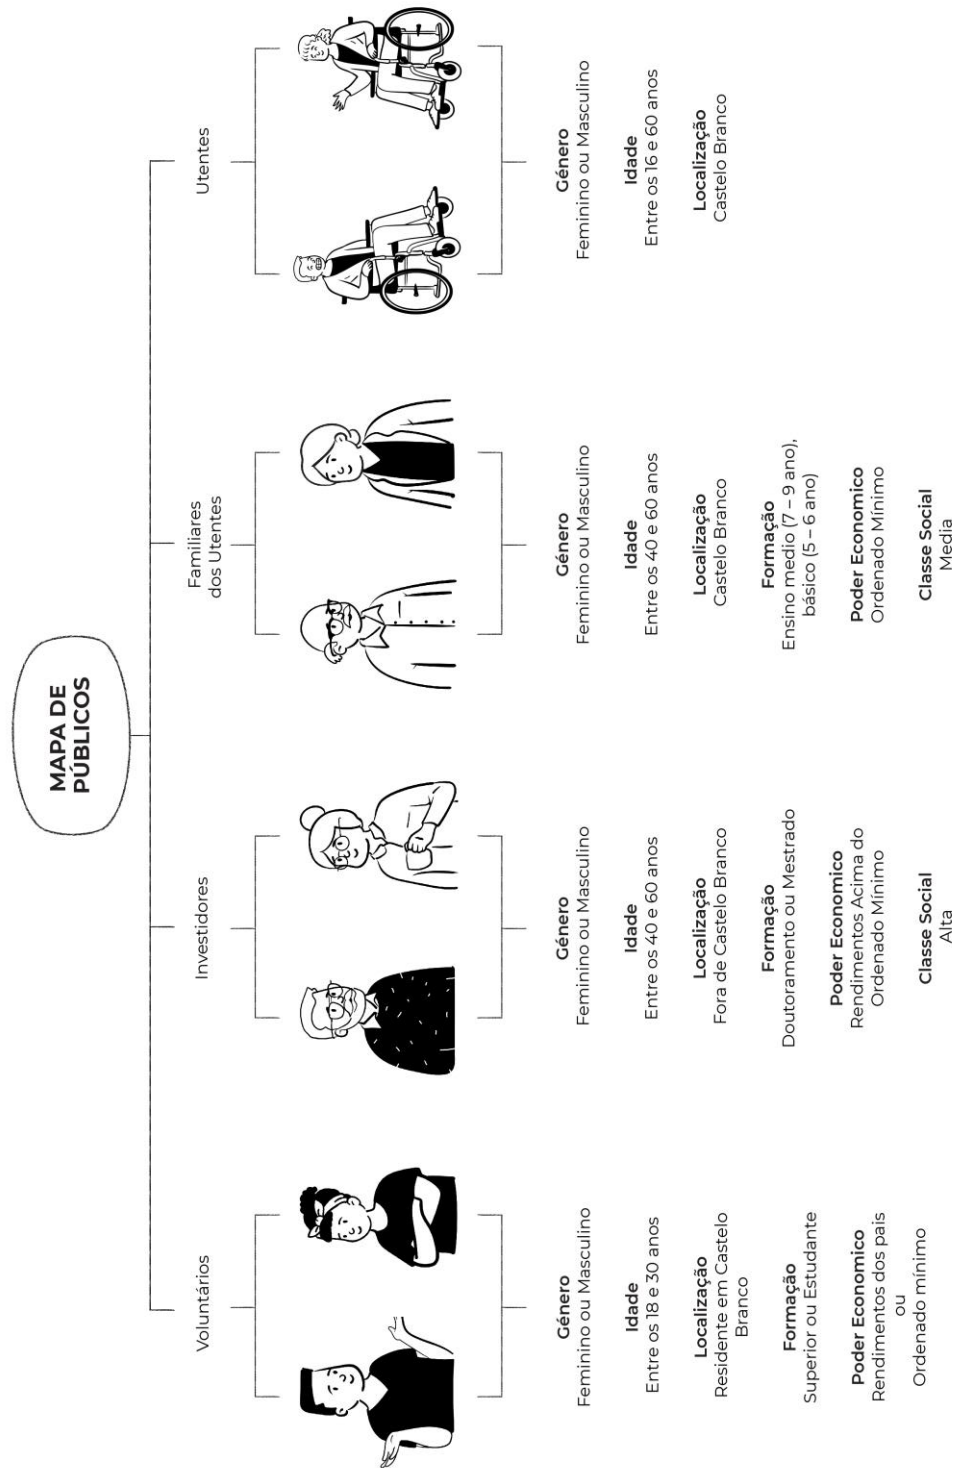 MAPA DE
PÚBLICOS
Voluntários
Género
Feminino ou Masculino
Idade
Entre os 18 e 30 anos
Localização
Residente em Castelo
Branco
Formação
Superior ou Estudante
Poder Economico
Rendimentos dos pais
ou
Ordenado mínimo
Investidores
Género
Feminino ou Masculino
Idade
Entre os 40 e 60 anos
Localização
Fora de Castelo Branco
Formação
Doutoramento ou Mestrado
Poder Economico
Rendimentos Acima do
Ordenado Mínimo
Classe Social
Alta
Familiares
dos Utentes
Género
Feminino ou Masculino
Idade
Entre os 40 e 60 anos
Localização
Castelo Branco
Formação
Ensino medio (7 – 9 ano),
básico (5 – 6 ano)
Poder Economico
Ordenado Mínimo
Classe Social
Media
Utentes
Género
Feminino ou Masculino
Idade
Entre os 16 e 60 anos
Localização
Castelo Branco